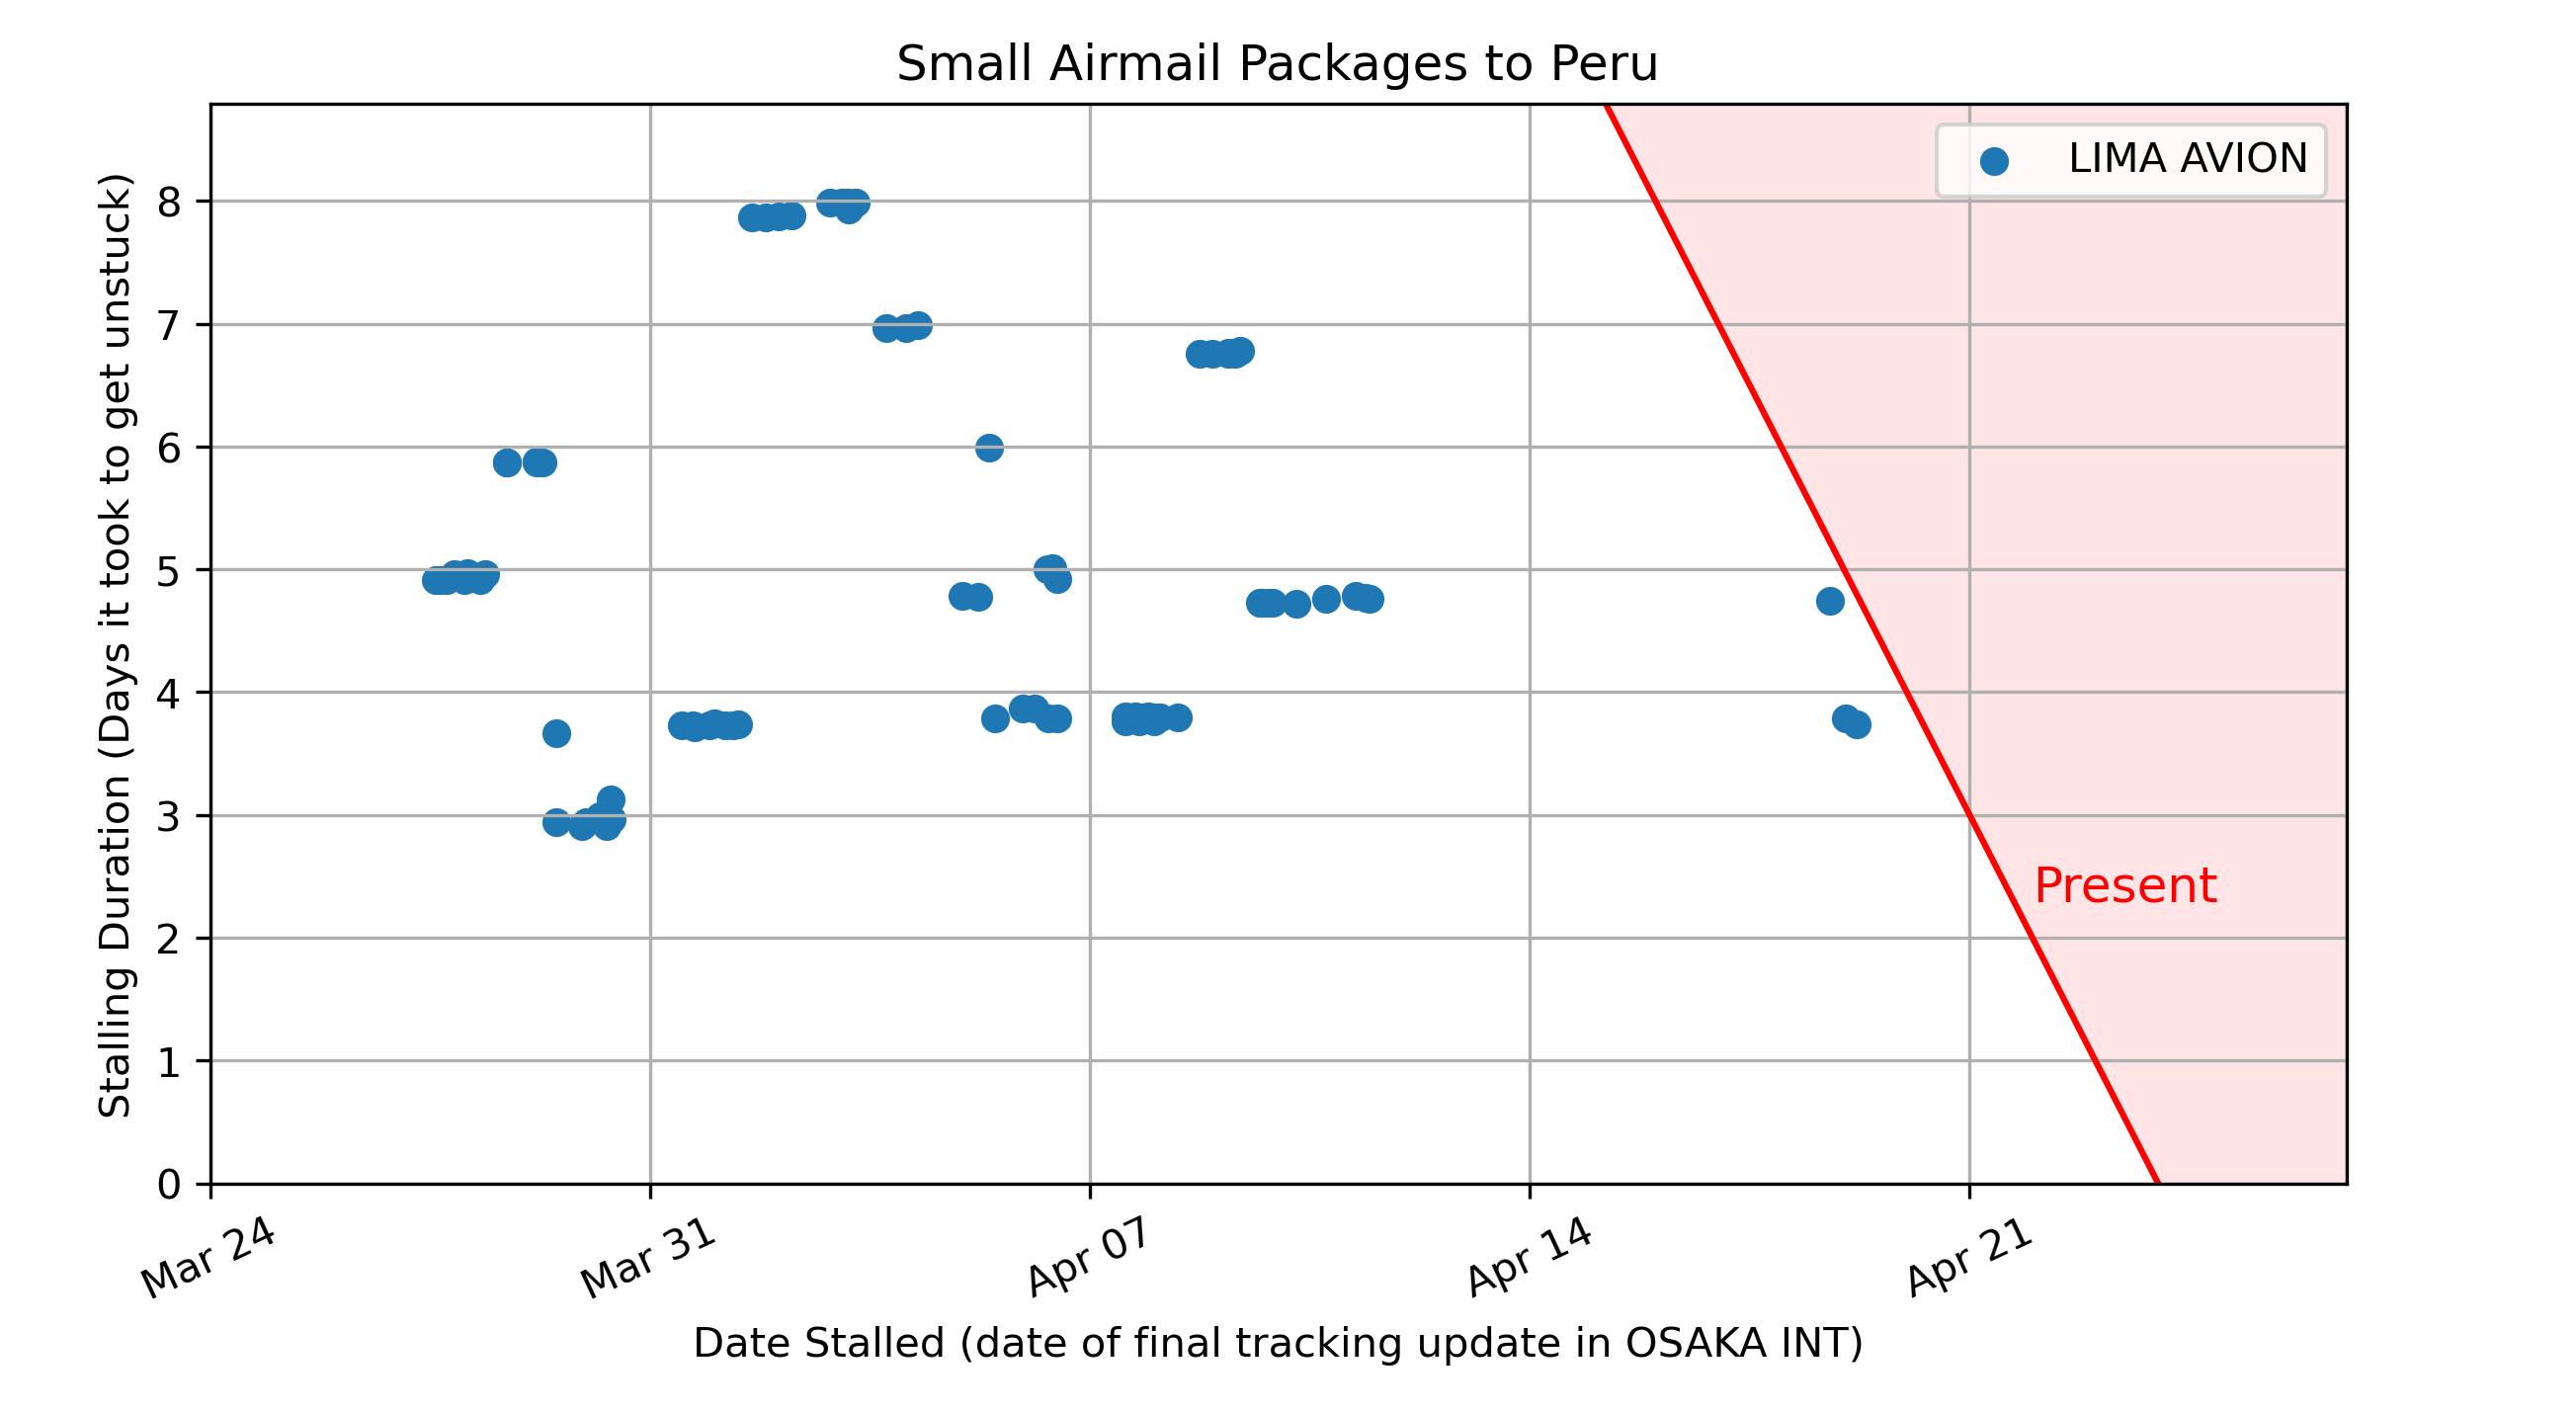 Small Airmail Packages to Peru
LIMA AVION
Stalling Duration (Days it took to get unstuck)
8
7
6
5
4
3
2
1
0
Present
Mar 24
Mar 31
Apr 07
Apr 14
Apr 21
Date Stalled (date of final tracking update in OSAKA INT)